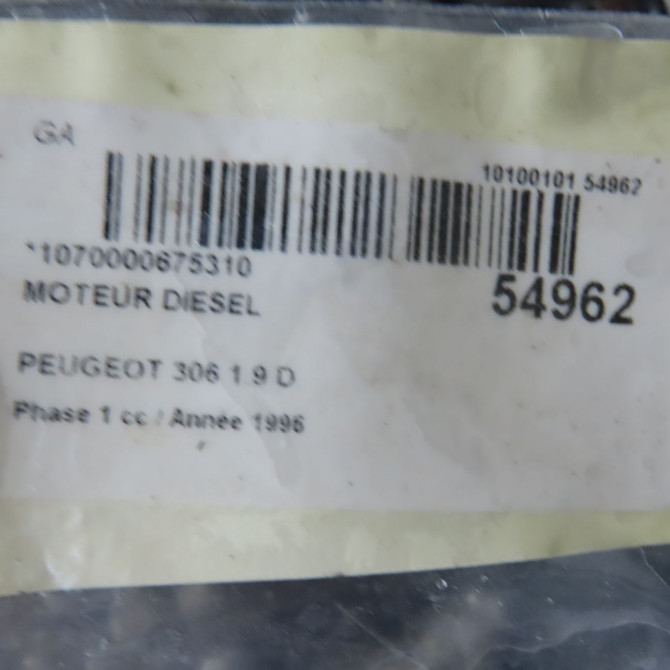 GA
10100101 54962
*1070000675310
54962
MOTEUR DIESEL
PEUGEOT 306 1.9 D
Phase 1 cc / Année 1996